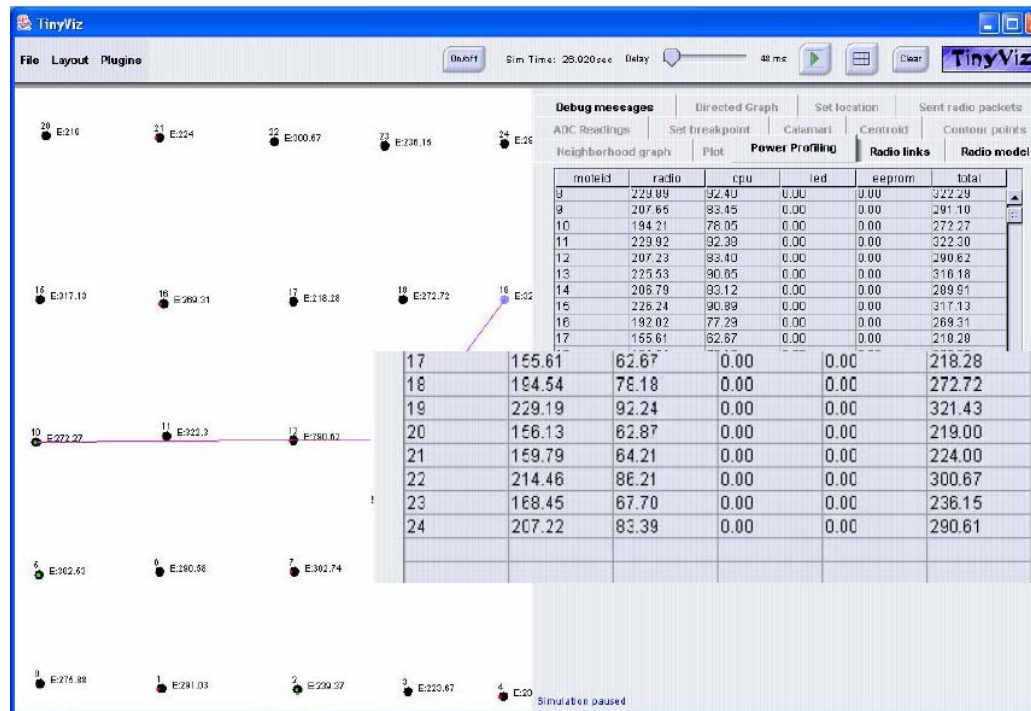 TinyViz
File Layout Plugins
On/off
Sim Time: 26.020sec
Delay
48 ms
Clear
TinyViz
Debug messages
Directed Graph
Set location
Sent radio packets
ADC Readings
Set breakpoint
Calamari
Centroid
Contour points
Neighborhood graph
Plot
Power Profiling
Radio links
Radio model
moteid radio cpu led eeprom total
8 229.89 92.40 0.00 0.00 322.29
9 207.65 83.45 0.00 0.00 291.10
10 194.21 78.05 0.00 0.00 272.27
11 229.92 92.39 0.00 0.00 322.30
12 207.23 83.40 0.00 0.00 290.62
13 225.53 90.65 0.00 0.00 316.18
14 206.79 83.12 0.00 0.00 289.91
15 226.24 90.89 0.00 0.00 317.13
16 192.02 77.29 0.00 0.00 269.31
17 155.61 62.67 0.00 0.00 218.28
17 155.61 62.67 0.00 0.00 218.28
18 194.54 78.18 0.00 0.00 272.72
19 229.19 92.24 0.00 0.00 321.43
20 156.13 62.87 0.00 0.00 219.00
21 159.79 64.21 0.00 0.00 224.00
22 214.46 86.21 0.00 0.00 300.67
23 168.45 67.70 0.00 0.00 236.15
24 207.22 83.39 0.00 0.00 290.61
20 E:219
21 E:224
22 E:300.67
23 E:236.15
24
15 E:317.13
16 E:269.31
17 E:218.28
18 E:272.72
19
10 E:272.27
11 E:322.3
12 E:290.62
5 E:302.53
6 E:290.58
7 E:302.74
0 E:275.88
1 E:291.03
2 E:239.37
3 E:223.67
4
Simulation paused